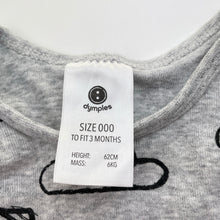 dymples
SIZE 000
TO FIT 3 MONTHS
HEIGHT: 62CM
MASS: 6KG